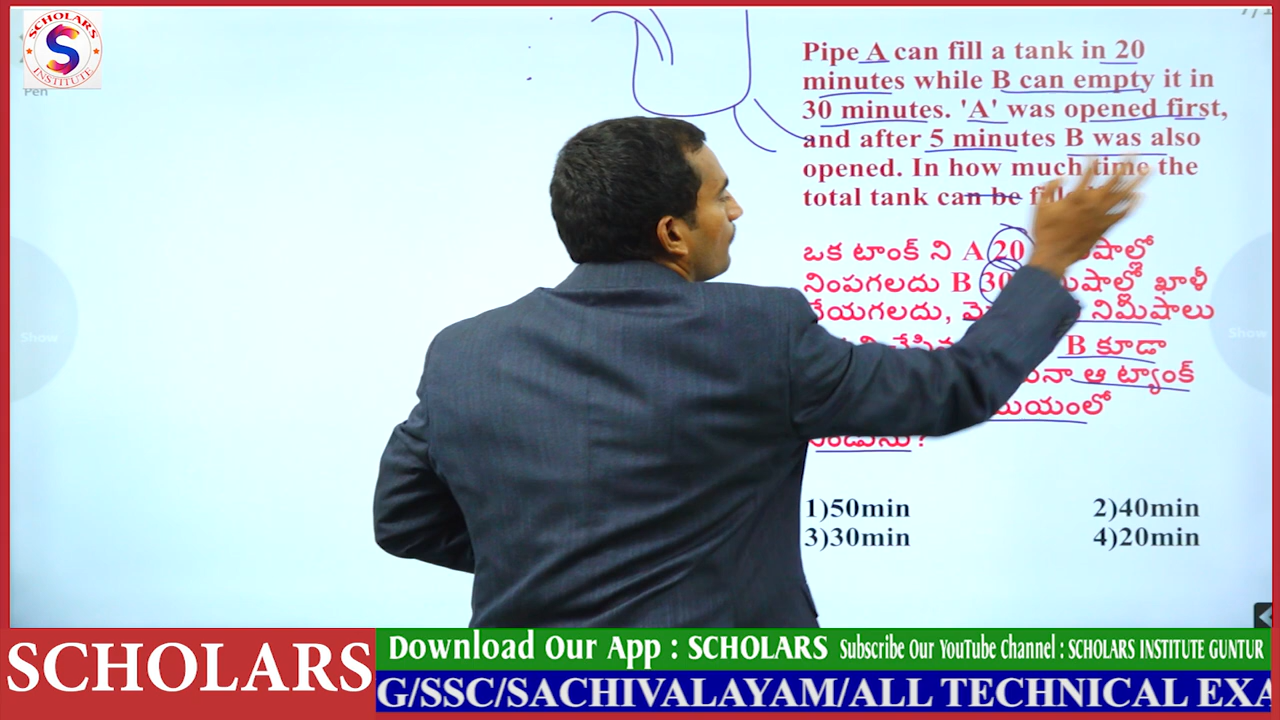 SCHOLARS
S
INSTITUTE
Pen
Pipe A can fill a tank in 20
minutes while B can empty it in
30 minutes. 'A' was opened first,
and after 5 minutes B was also
opened. In how much time the
total tank can be
ఒక టాంక్ ని A 20
నింపగలదు B 30 ఖాళీ
చేయగలదు, నిమిషాలు
B కూడా
ఆ ట్యాంక్
నిండును?
1)50min 2)40min
3)30min 4)20min
Show
Show
SCHOLARS
Download Our App : SCHOLARS Subscribe Our YouTube Channel : SCHOLARS INSTITUTE GUNTUR
G/SSC/SACHIVALAYAM/ALL TECHNICAL EXA